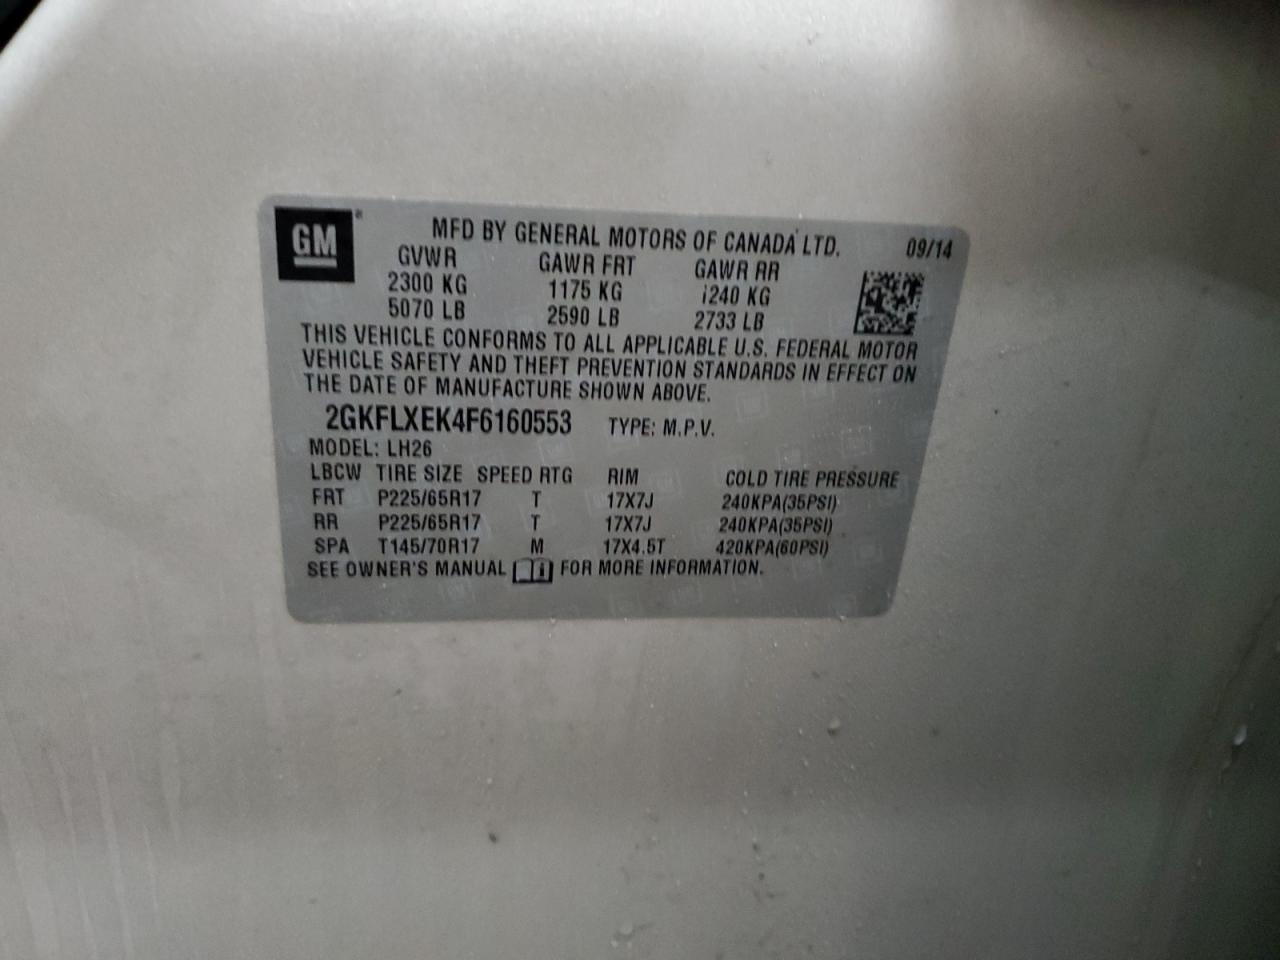 GM®
MFD BY GENERAL MOTORS OF CANADA LTD. 09/14
GVWR GAWR FRT GAWR RR
2300 KG 1175 KG 1240 KG
5070 LB 2590 LB 2733 LB
THIS VEHICLE CONFORMS TO ALL APPLICABLE U.S. FEDERAL MOTOR
VEHICLE SAFETY AND THEFT PREVENTION STANDARDS IN EFFECT ON
THE DATE OF MANUFACTURE SHOWN ABOVE.
2GKFLXEK4F6160553 TYPE: M.P.V.
MODEL: LH26
LBCW TIRE SIZE SPEED RTG RIM COLD TIRE PRESSURE
FRT P225/65R17 T 17X7J 240KPA(35PSI)
RR P225/65R17 T 17X7J 240KPA(35PSI)
SPA T145/70R17 M 17X4.5T 420KPA(60PSI)
SEE OWNER'S MANUAL FOR MORE INFORMATION.